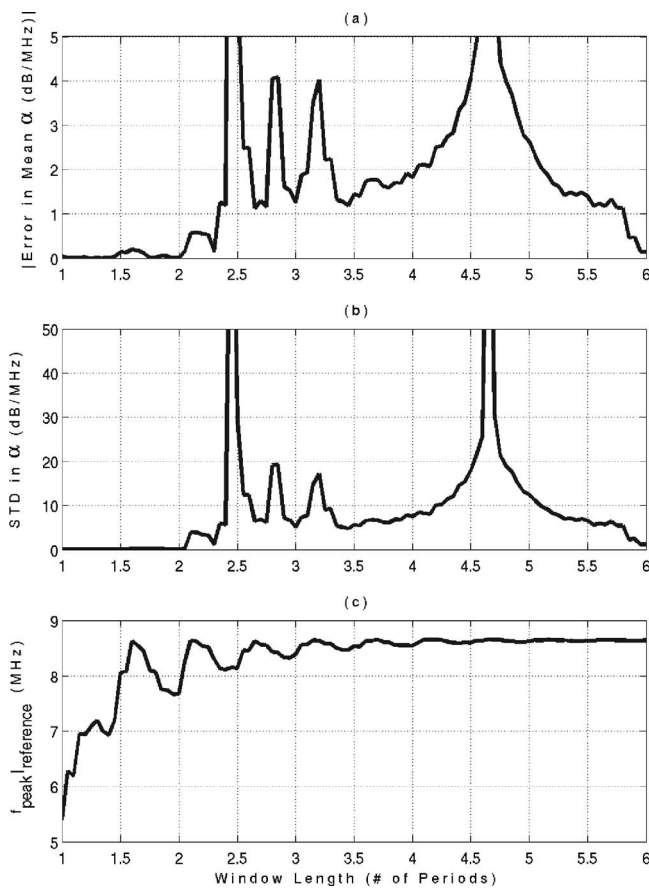 (a)
|Error in Mean α (dB/MHz)|
5
4
3
2
1
0
1 1.5 2 2.5 3 3.5 4 4.5 5 5.5 6
(b)
STD in α (dB/MHz)
50
40
30
20
10
0
1 1.5 2 2.5 3 3.5 4 4.5 5 5.5 6
(c)
f_peak|reference (MHz)
9
8
7
6
5
1 1.5 2 2.5 3 3.5 4 4.5 5 5.5 6
Window Length (# of Periods)